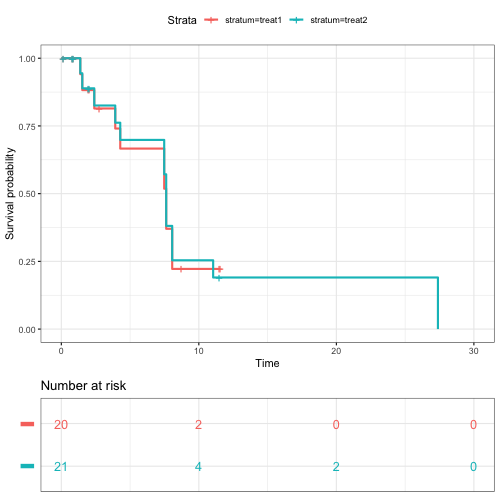 Strata stratum=treat1 stratum=treat2
Survival probability
1.00
0.75
0.50
0.25
0.00
0 10 20 30
Time
Number at risk
20 2 0 0
21 4 2 0